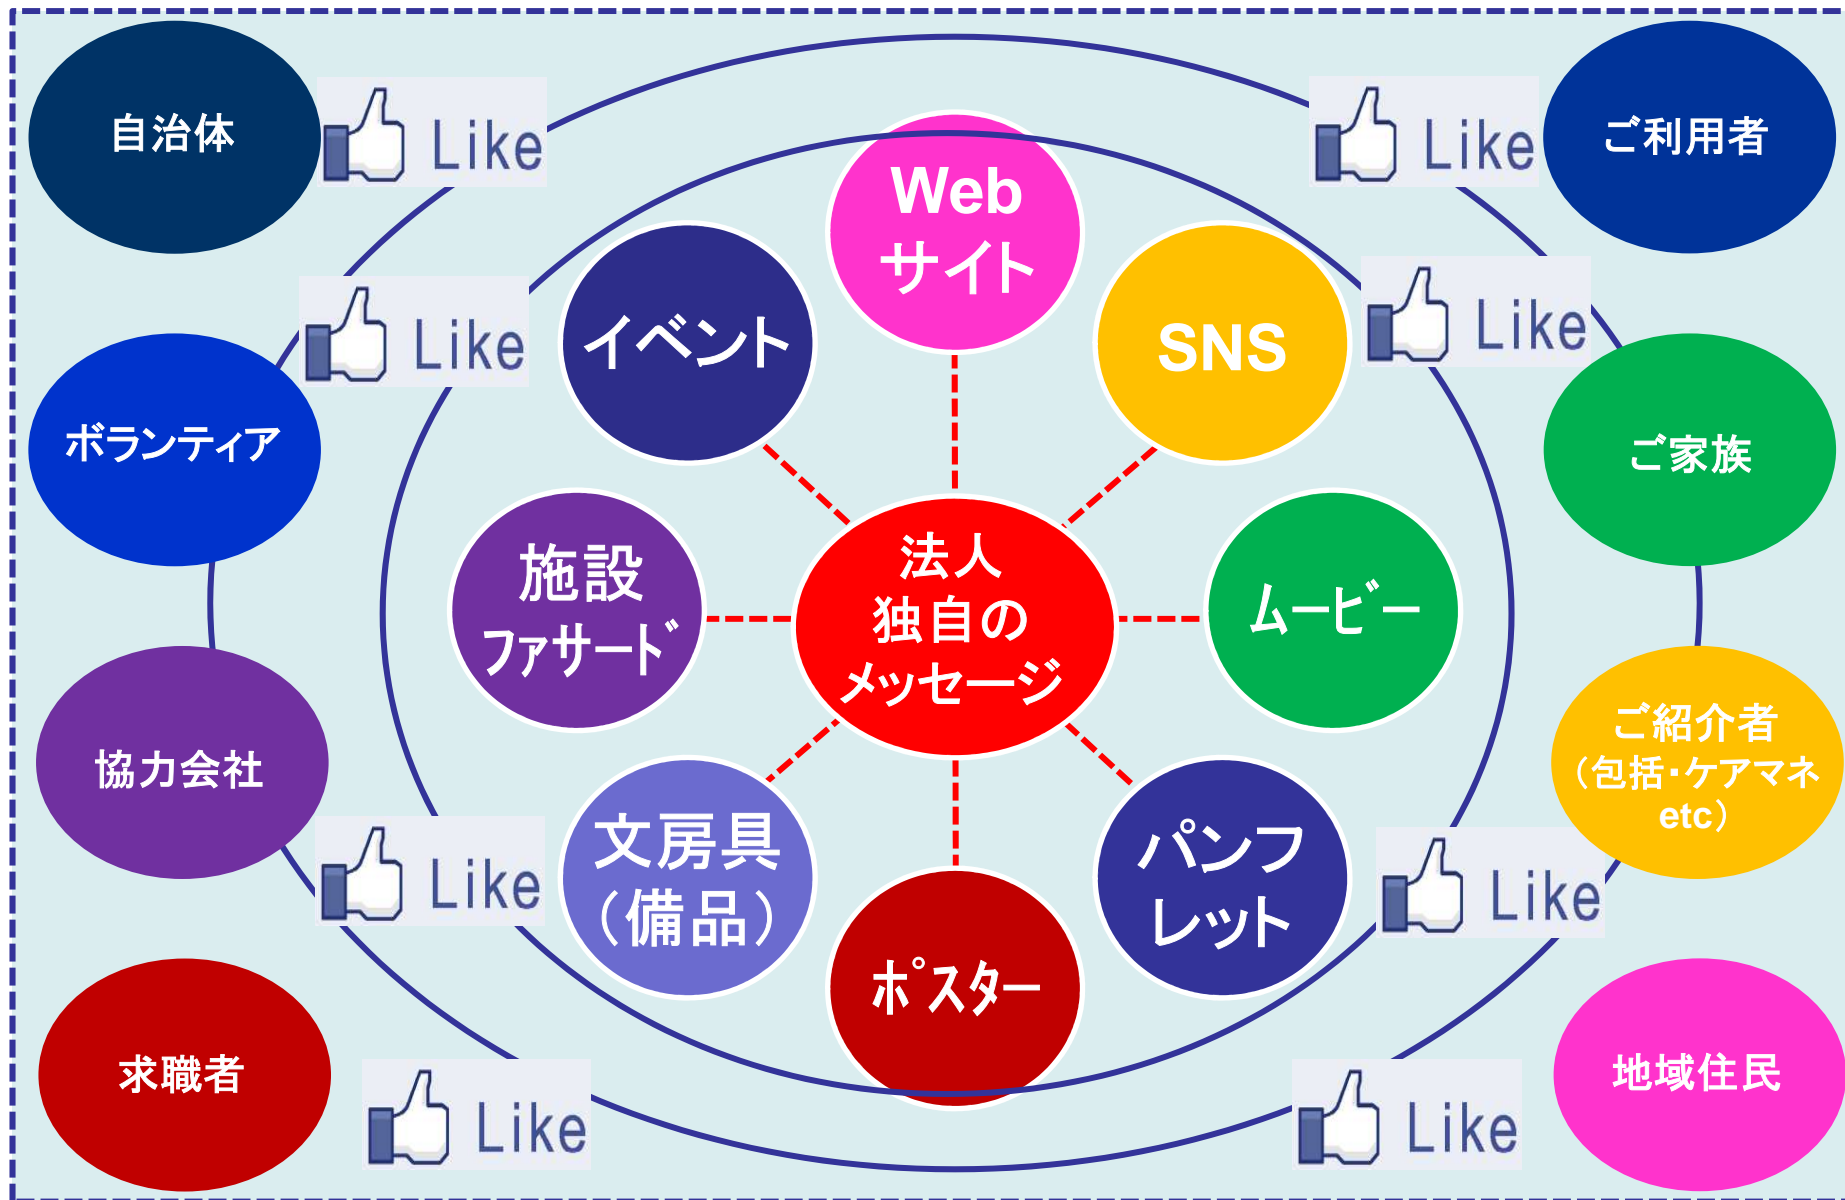 自治体
Like
Like
ご利用者
Web
サイト
イベント
SNS
Like
Like
ボランティア
ご家族
施設
ファサード
法人
独自の
メッセージ
ムービー
協力会社
ご紹介者
（包括・ケアマネ
etc）
Like
文房具
（備品）
ポスター
パンフ
レット
Like
求職者
Like
Like
地域住民